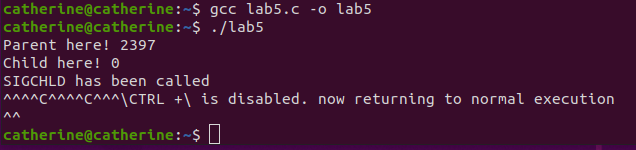 catherine@catherine:~$ gcc lab5.c -o lab5
catherine@catherine:~$ ./lab5
Parent here! 2397
Child here! 0
SIGCHLD has been called
^^^^C^^^^C^^^\CTRL +\ is disabled. now returning to normal execution
^^
catherine@catherine:~$